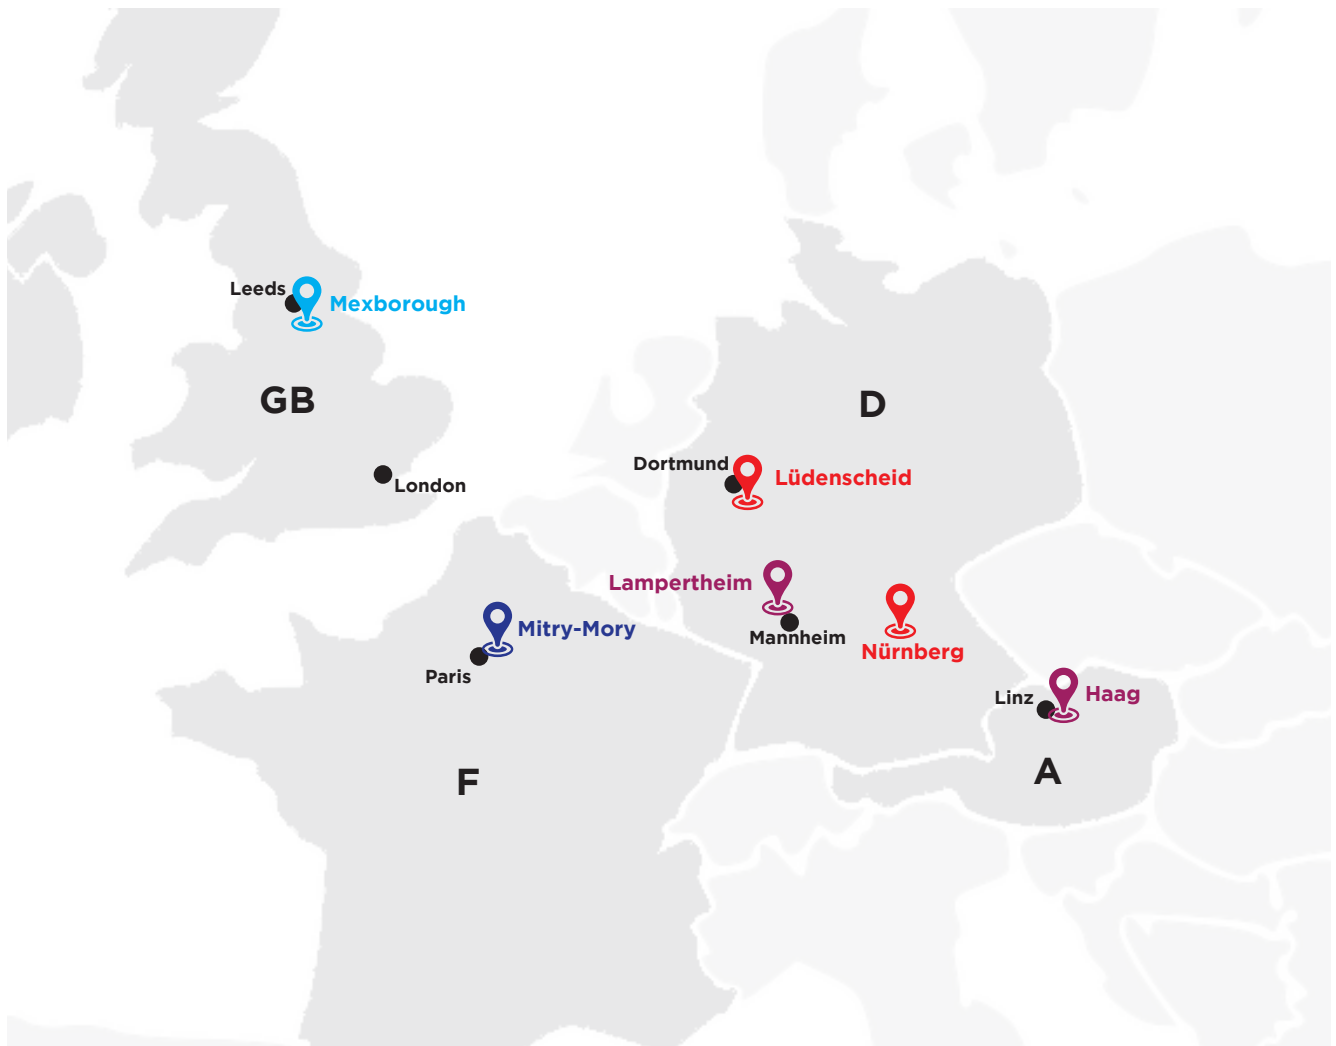 Leeds
Mexborough
GB
D
Dortmund
Lüdenscheid
London
Lampertheim
Mitry-Mory
Mannheim
Nürnberg
Paris
Linz
Haag
F
A